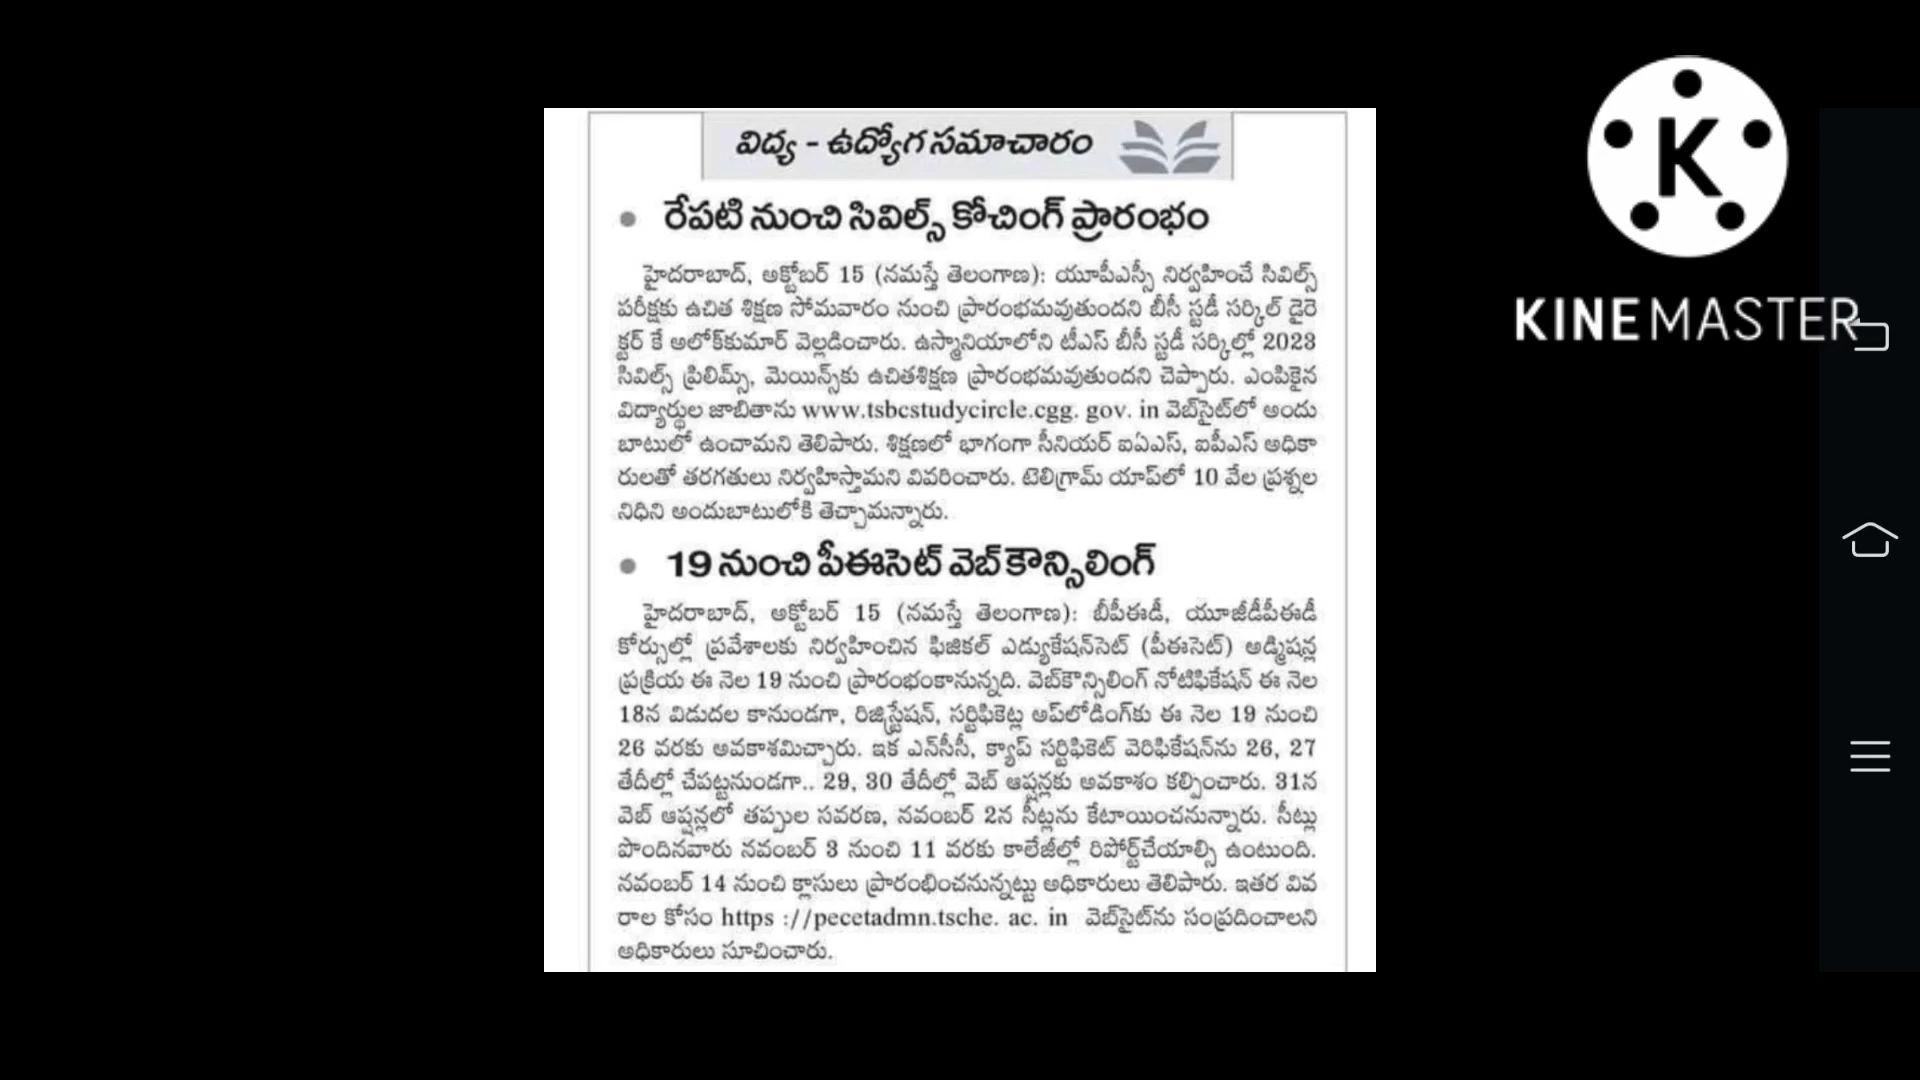 విద్య - ఉద్యోగ సమాచారం
• రేపటి నుంచి సివిల్స్ కోచింగ్ ప్రారంభం
హైదరాబాద్, అక్టోబర్ 15 (నమస్తే తెలంగాణ): యూపీఎస్సీ నిర్వహించే సివిల్స్
పరీక్షకు ఉచిత శిక్షణ సోమవారం నుంచి ప్రారంభమవుతుందని బీసీ స్టడీ సర్కిల్ డైరె
క్టర్ కే అలోక్‌కుమార్ వెల్లడించారు. ఉస్మానియాలోని టీఎస్ బీసీ స్టడీ సర్కిల్లో 2023
సివిల్స్ ప్రిలిమ్స్, మెయిన్స్‌కు ఉచితశిక్షణ ప్రారంభమవుతుందని చెప్పారు. ఎంపికైన
విద్యార్థుల జాబితాను www.tsbcstudycircle.cgg. gov. in వెబ్‌సైట్‌లో అందు
బాటులో ఉంచామని తెలిపారు. శిక్షణలో భాగంగా సీనియర్ ఐఏఎస్, ఐపీఎస్ అధికా
రులతో తరగతులు నిర్వహిస్తామని వివరించారు. టెలిగ్రామ్ యాప్‌లో 10 వేల ప్రశ్నల
నిధిని అందుబాటులోకి తెచ్చామన్నారు.
• 19 నుంచి పీఈసెట్ వెబ్ కౌన్సిలింగ్
హైదరాబాద్, అక్టోబర్ 15 (నమస్తే తెలంగాణ): బీపీఈడీ, యూజీడీపీఈడీ
కోర్సుల్లో ప్రవేశాలకు నిర్వహించిన ఫిజికల్ ఎడ్యుకేషన్‌సెట్ (పీఈసెట్) అడ్మిషన్ల
ప్రక్రియ ఈ నెల 19 నుంచి ప్రారంభంకానున్నది. వెబ్‌కౌన్సిలింగ్ నోటిఫికేషన్ ఈ నెల
18న విడుదల కానుండగా, రిజిస్ట్రేషన్, సర్టిఫికెట్ల అప్‌లోడింగ్‌కు ఈ నెల 19 నుంచి
26 వరకు అవకాశమిచ్చారు. ఇక ఎన్‌సీసీ, క్యాప్ సర్టిఫికెట్ వెరిఫికేషన్‌ను 26, 27
తేదీల్లో చేపట్టనుండగా.. 29, 30 తేదీల్లో వెబ్ ఆప్షన్లకు అవకాశం కల్పించారు. 31న
వెబ్ ఆప్షన్లలో తప్పుల సవరణ, నవంబర్ 2న సీట్లను కేటాయించనున్నారు. సీట్లు
పొందినవారు నవంబర్ 3 నుంచి 11 వరకు కాలేజీల్లో రిపోర్ట్‌చేయాల్సి ఉంటుంది.
నవంబర్ 14 నుంచి క్లాసులు ప్రారంభించనున్నట్టు అధికారులు తెలిపారు. ఇతర వివ
రాల కోసం https ://pecetadmn.tsche. ac. in వెబ్‌సైట్‌ను సంప్రదించాలని
అధికారులు సూచించారు.
K
KINEMASTER